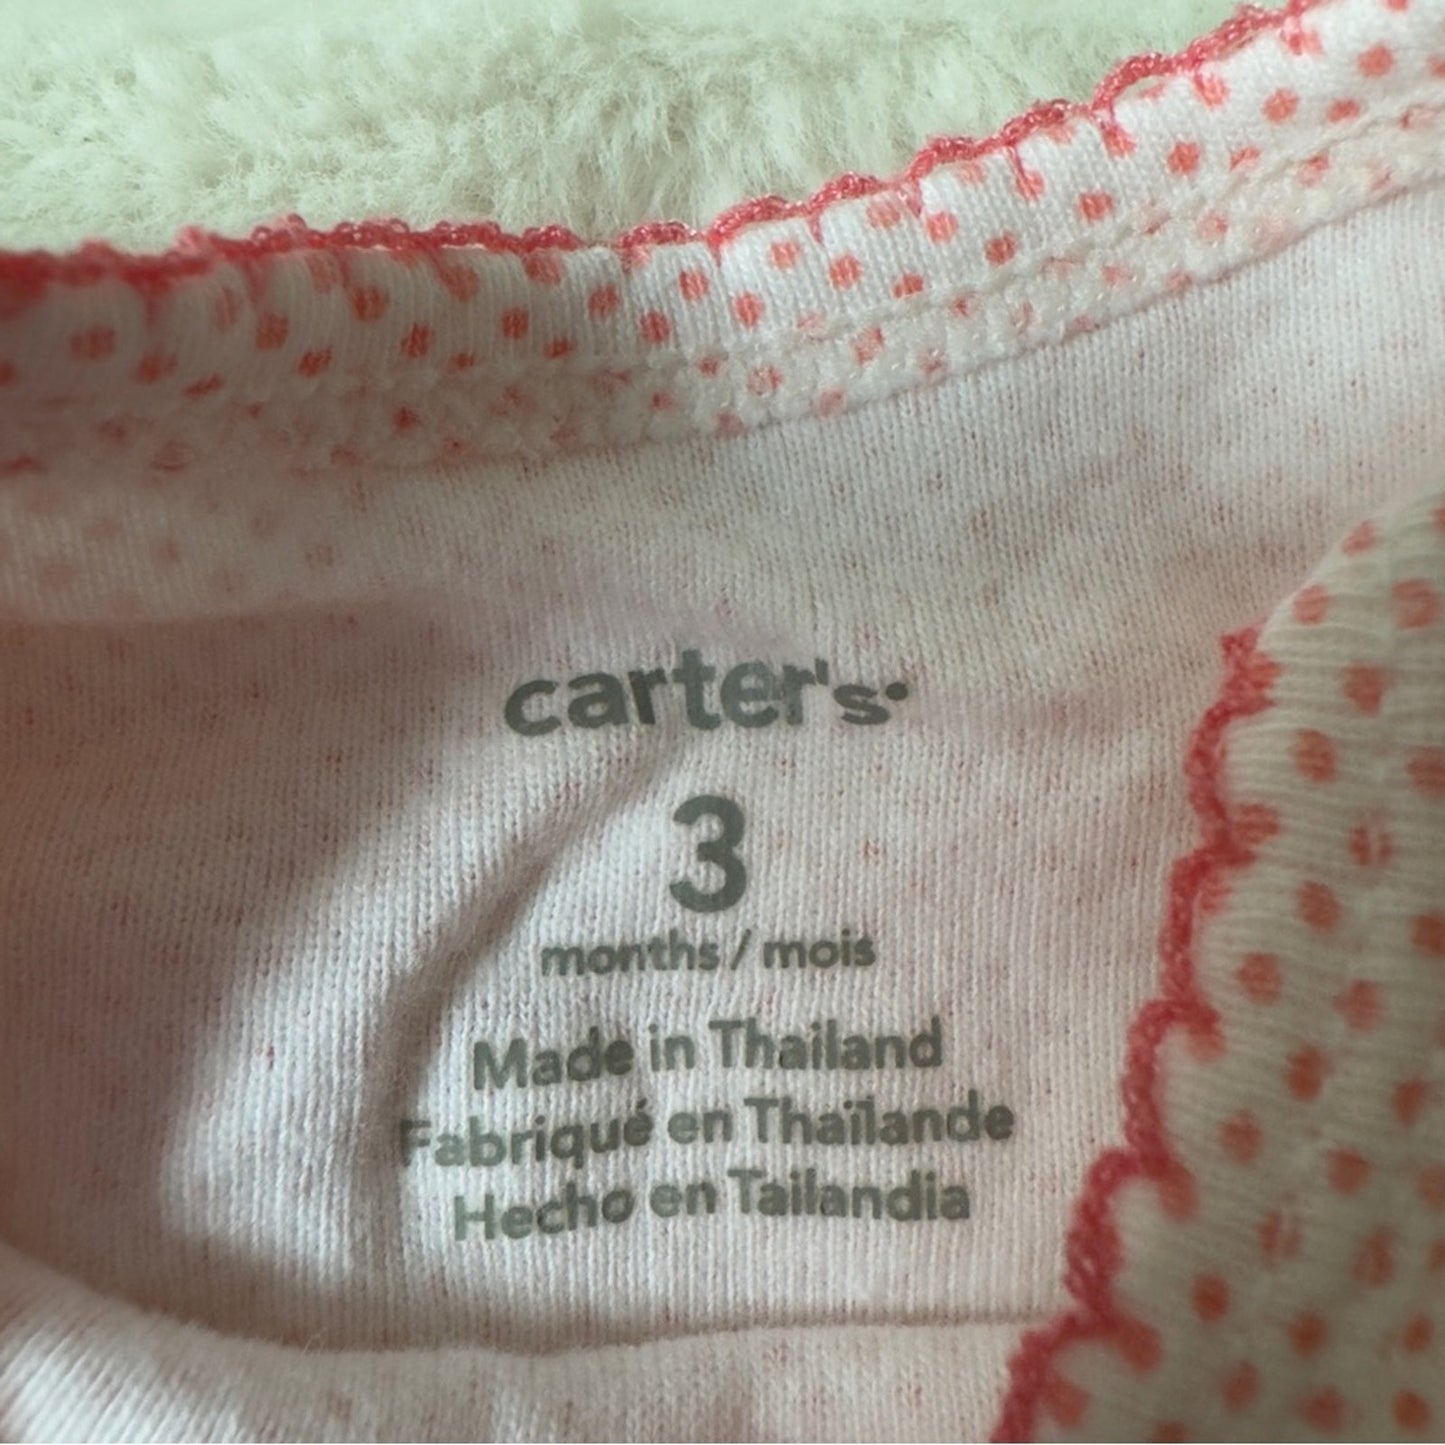 carter's
3
months / mois
Made in Thailand
Fabriqué en Thaïlande
Hecho en Tailandia